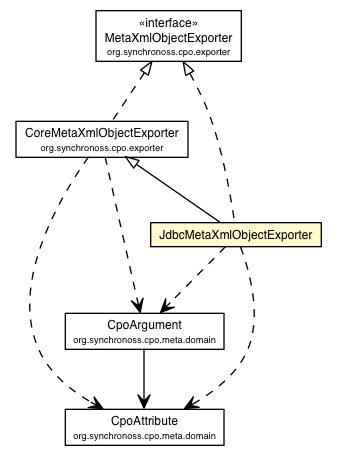 «interface»
MetaXmlObjectExporter
org.synchronoss.cpo.exporter
CoreMetaXmlObjectExporter
org.synchronoss.cpo.exporter
JdbcMetaXmlObjectExporter
CpoArgument
org.synchronoss.cpo.meta.domain
CpoAttribute
org.synchronoss.cpo.meta.domain